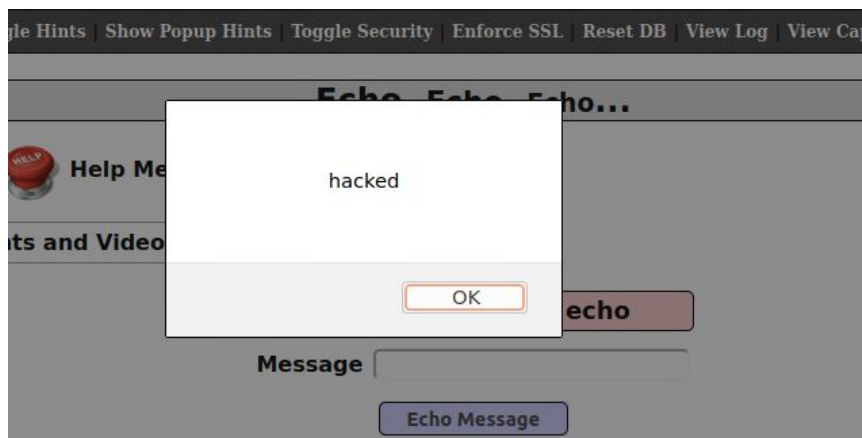 gle Hints | Show Popup Hints | Toggle Security | Enforce SSL | Reset DB | View Log | View Ca
Echo Echo Echo...
HELP
Help Me
hacked
ts and Video
OK
echo
Message
Echo Message